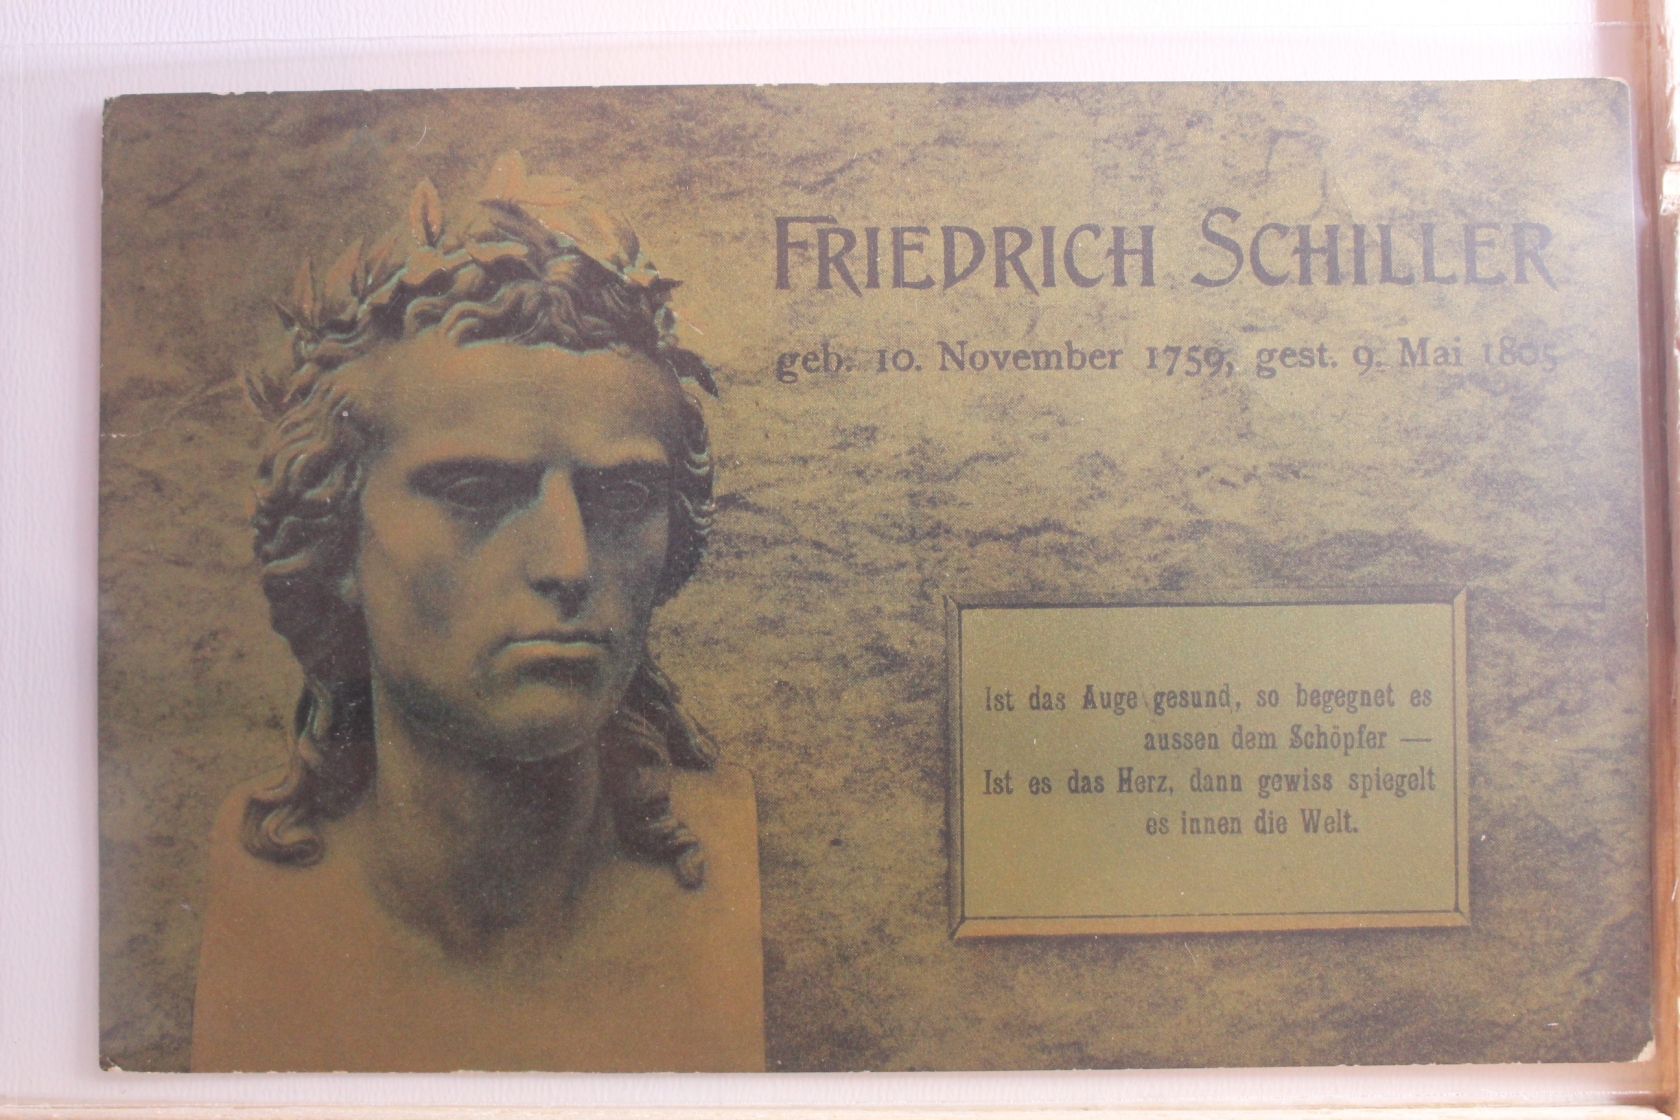 FRIEDRICH SCHILLER
geb. 10. November 1759, gest. 9. Mai 1805
Ist das Auge gesund, so begegnet es
aussen dem Schöpfer —
Ist es das Herz, dann gewiss spiegelt
es innen die Welt.